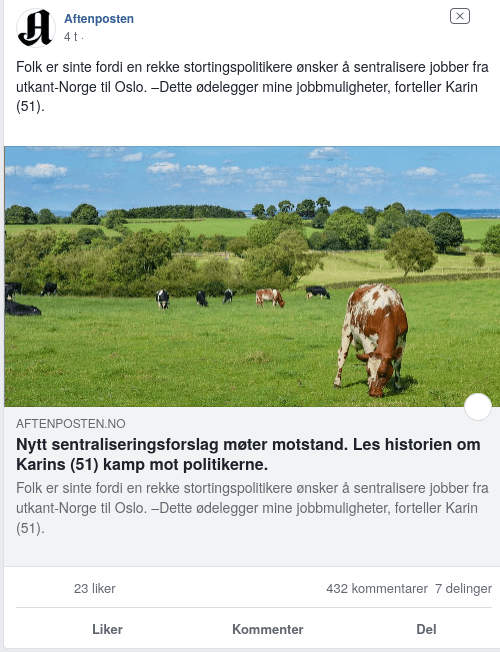 Aftenposten
4 t ·
Folk er sinte fordi en rekke stortingspolitikere ønsker å sentralisere jobber fra
utkant-Norge til Oslo. –Dette ødelegger mine jobbmuligheter, forteller Karin
(51).
AFTENPOSTEN.NO
Nytt sentraliseringsforslag møter motstand. Les historien om
Karins (51) kamp mot politikerne.
Folk er sinte fordi en rekke stortingspolitikere ønsker å sentralisere jobber fra
utkant-Norge til Oslo. –Dette ødelegger mine jobbmuligheter, forteller Karin
(51).
23 liker 432 kommentarer 7 delinger
Liker Kommenter Del